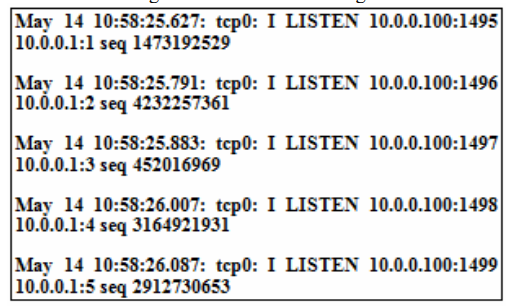 May 14 10:58:25.627: tcp0: I LISTEN 10.0.0.100:1495
10.0.0.1:1 seq 1473192529
May 14 10:58:25.791: tcp0: I LISTEN 10.0.0.100:1496
10.0.0.1:2 seq 4232257361
May 14 10:58:25.883: tcp0: I LISTEN 10.0.0.100:1497
10.0.0.1:3 seq 452016969
May 14 10:58:26.007: tcp0: I LISTEN 10.0.0.100:1498
10.0.0.1:4 seq 3164921931
May 14 10:58:26.087: tcp0: I LISTEN 10.0.0.100:1499
10.0.0.1:5 seq 2912730653